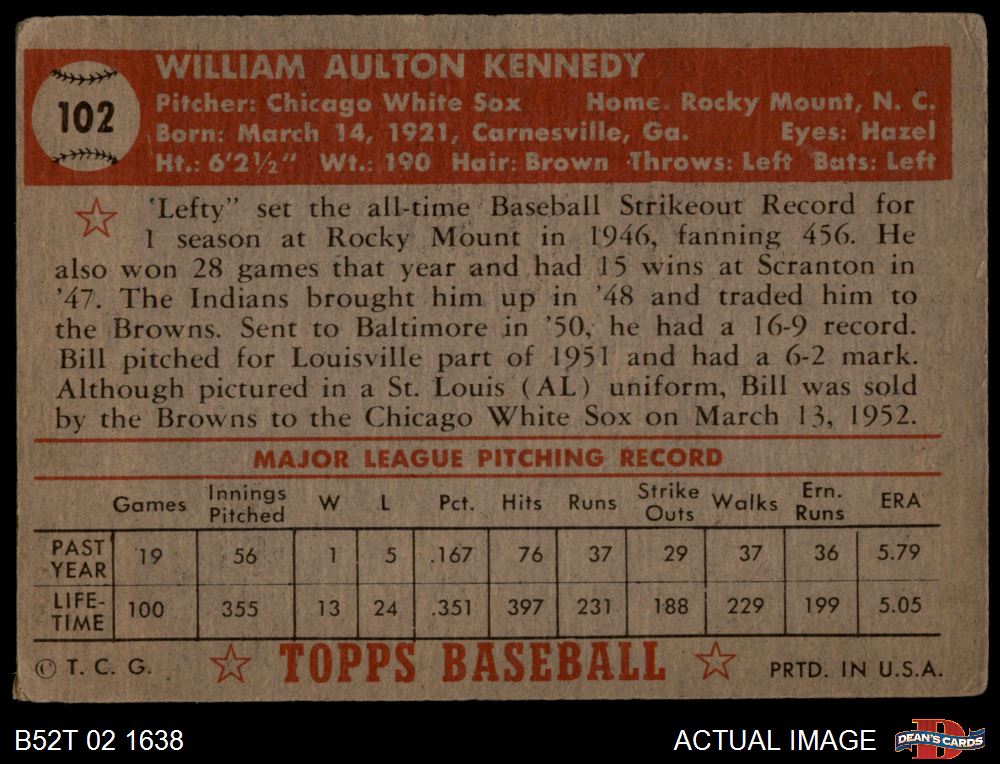 WILLIAM AULTON KENNEDY
102
Pitcher: Chicago White Sox Home. Rocky Mount, N. C.
Born: March 14, 1921, Carnesville, Ga. Eyes: Hazel
Ht.: 6'2½" Wt.: 190 Hair: Brown Throws: Left Bats: Left
'Lefty" set the all-time Baseball Strikeout Record for
1 season at Rocky Mount in 1946, fanning 456. He
also won 28 games that year and had 15 wins at Scranton in
'47. The Indians brought him up in '48 and traded him to
the Browns. Sent to Baltimore in '50, he had a 16-9 record.
Bill pitched for Louisville part of 1951 and had a 6-2 mark.
Although pictured in a St. Louis (AL) uniform, Bill was sold
by the Browns to the Chicago White Sox on March 13, 1952.
MAJOR LEAGUE PITCHING RECORD
Games Innings Pitched W L Pct. Hits Runs Strike Outs Walks Ern. Runs ERA
PAST YEAR 19 56 1 5 .167 76 37 29 37 36 5.79
LIFE-TIME 100 355 13 24 .351 397 231 188 229 199 5.05
© T. C. G. TOPPS BASEBALL PRTD. IN U.S.A.
B52T 02 1638 ACTUAL IMAGE DEAN'S CARDS